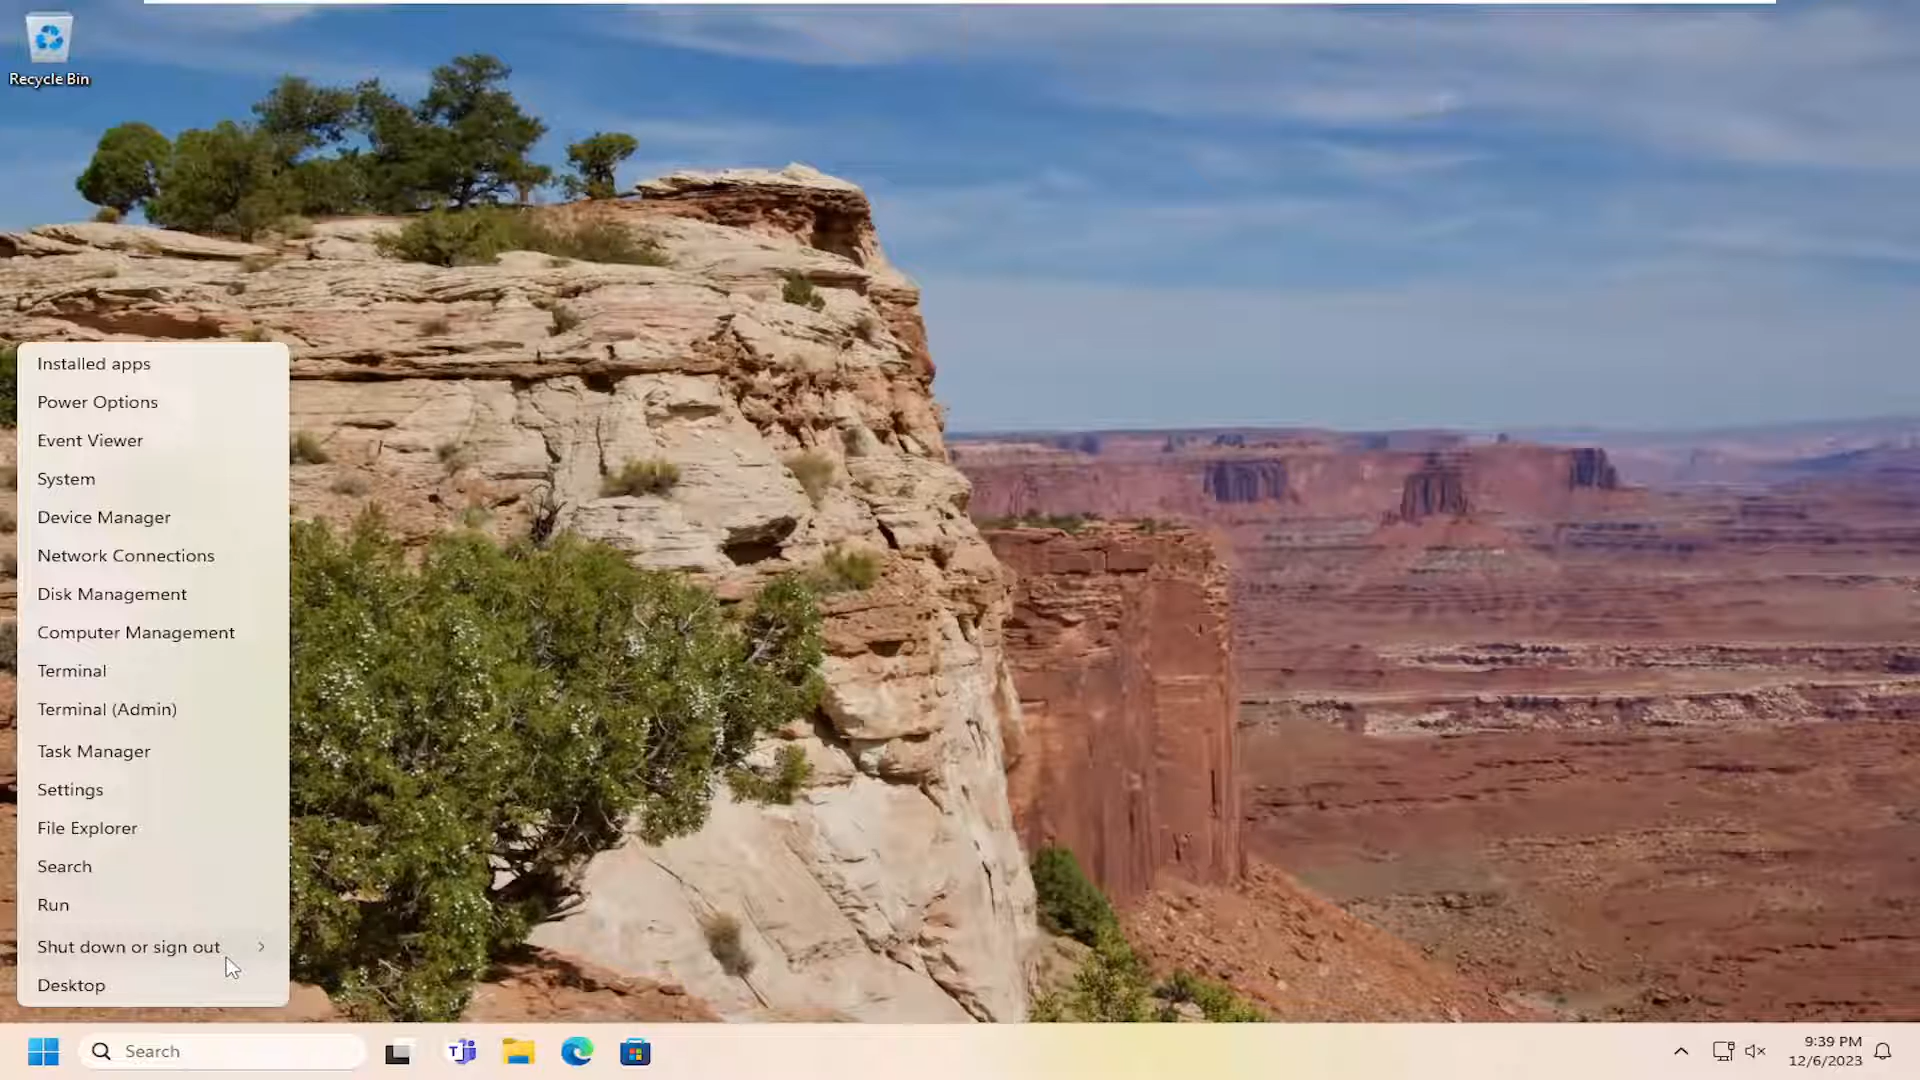 Recycle Bin
Installed apps
Power Options
Event Viewer
System
Device Manager
Network Connections
Disk Management
Computer Management
Terminal
Terminal (Admin)
Task Manager
Settings
File Explorer
Search
Run
Shut down or sign out
Desktop
Search
9:39 PM
12/6/2023